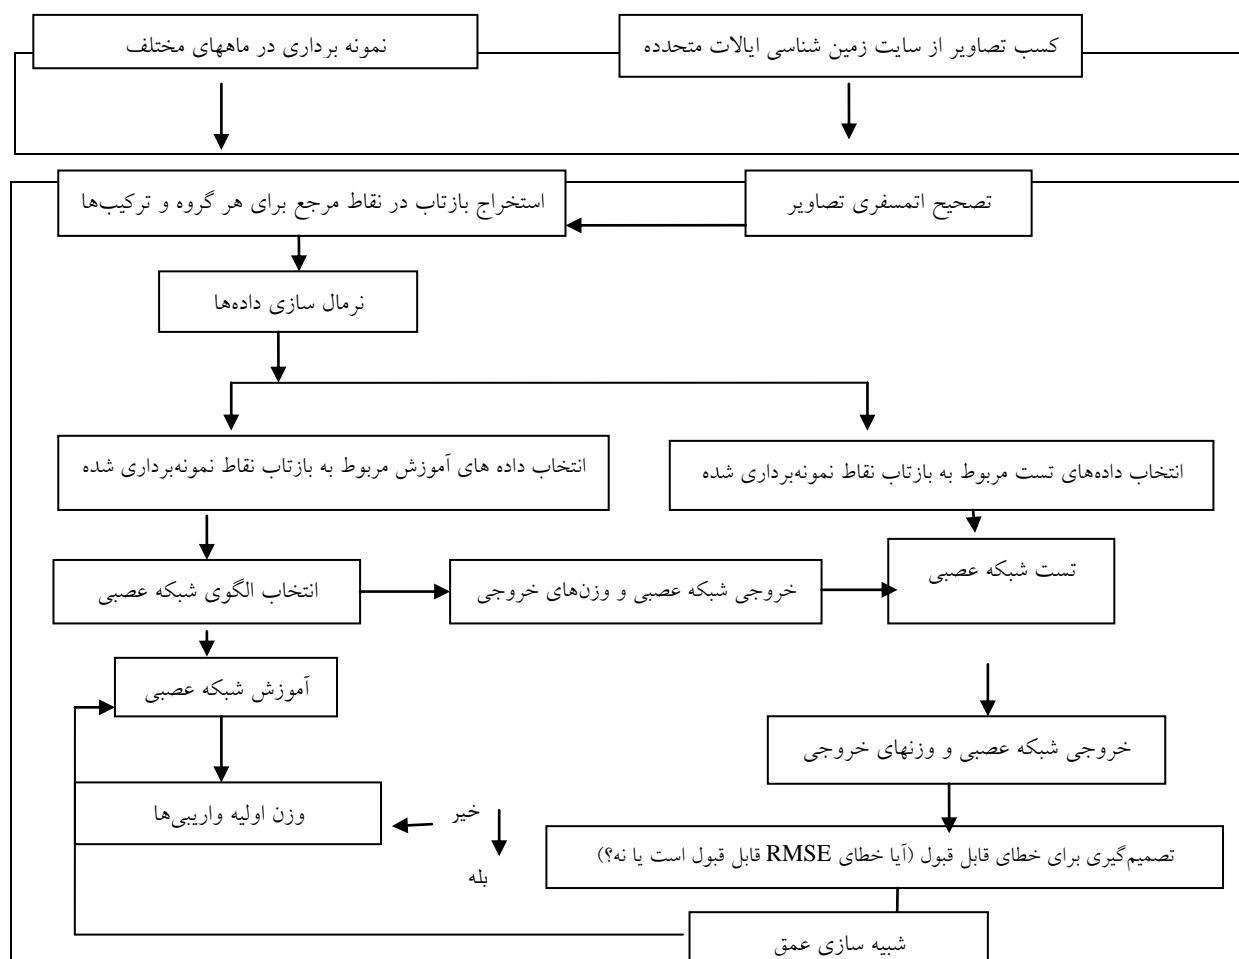 کسب تصاویر از سایت زمین شناسی ایالات متحدده
نمونه برداری در ماههای مختلف
تصحیح اتمسفری تصاویر
استخراج بازتاب در نقاط مرجع برای هر گروه و ترکیب‌ها
نرمال سازی داده‌ها
انتخاب داده‌های تست مربوط به بازتاب نقاط نمونه‌برداری شده
انتخاب داده های آموزش مربوط به بازتاب نقاط نمونه‌برداری شده
تست شبکه عصبی
خروجی شبکه عصبی و وزن‌های خروجی
انتخاب الگوی شبکه عصبی
آموزش شبکه عصبی
خروجی شبکه عصبی و وزنهای خروجی
وزن اولیه واریبی‌ها
خیر
بله
تصمیم‌گیری برای خطای قابل قبول (آیا خطای RMSE قابل قبول است یا نه؟)
شبیه سازی عمق